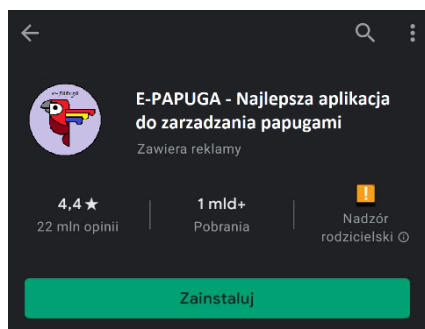 e-papuga
E-PAPUGA - Najlepsza aplikacja
do zarzadzania papugami
Zawiera reklamy
4,4★
1 mld+
22 mln opinii
Pobrania
Nadzór
rodzicielski
Zainstaluj